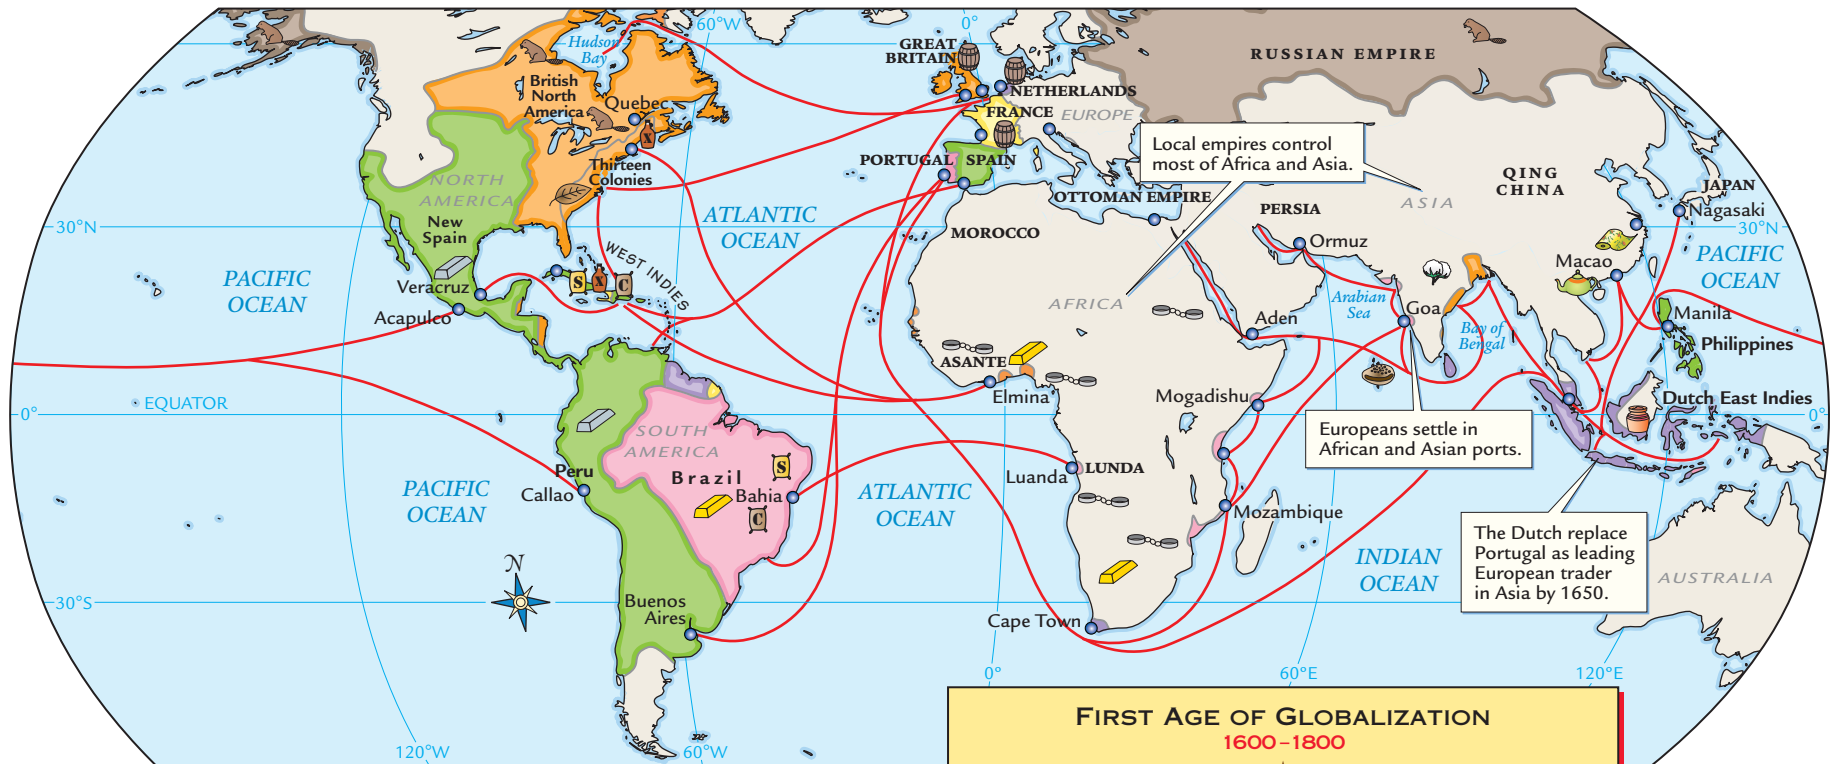 60°W
0°
Hudson
Bay
GREAT
BRITAIN
RUSSIAN EMPIRE
British
North
America
Quebec
NETHERLANDS
FRANCE
EUROPE
X
Local empires control
most of Africa and Asia.
Thirteen
Colonies
PORTUGAL
SPAIN
QING
CHINA
JAPAN
NORTH
AMERICA
ATLANTIC
OCEAN
OTTOMAN EMPIRE
PERSIA
ASIA
Nagasaki
30°N
New
Spain
MOROCCO
Ormuz
30°N
PACIFIC
OCEAN
WEST INDIES
Macao
PACIFIC
OCEAN
Veracruz
S
X
C
Acapulco
AFRICA
Arabian
Sea
Goa
Aden
Bay of
Bengal
Manila
Philippines
ASANTE
Elmina
Mogadishu
Dutch East Indies
0°
EQUATOR
0°
SOUTH
AMERICA
Europeans settle in
African and Asian ports.
Peru
Callao
Brazil
S
Bahia
C
Luanda
LUNDA
PACIFIC
OCEAN
ATLANTIC
OCEAN
Mozambique
The Dutch replace
Portugal as leading
European trader
in Asia by 1650.
INDIAN
OCEAN
AUSTRALIA
N
30°S
Buenos
Aires
Cape Town
0°
60°E
120°E
120°W
60°W
FIRST AGE OF GLOBALIZATION
1600–1800